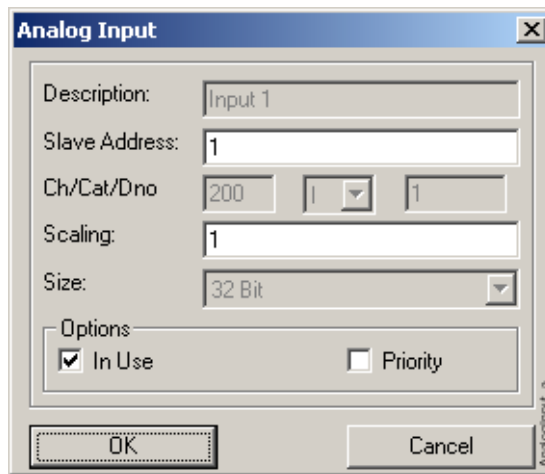 Analog Input
Description: Input 1
Slave Address: 1
Ch/Cat/Dno 200 I 1
Scaling: 1
Size: 32 Bit
Options
In Use Priority
OK Cancel